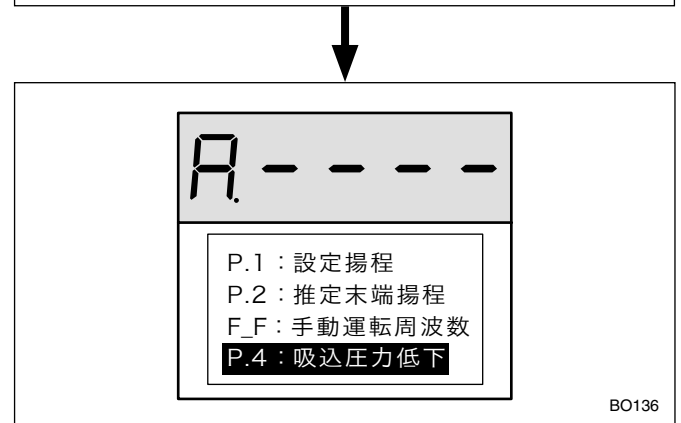 A.----
P.1：設定揚程
P.2：推定末端揚程
F_F：手動運転周波数
P.4：吸込圧力低下
BO136